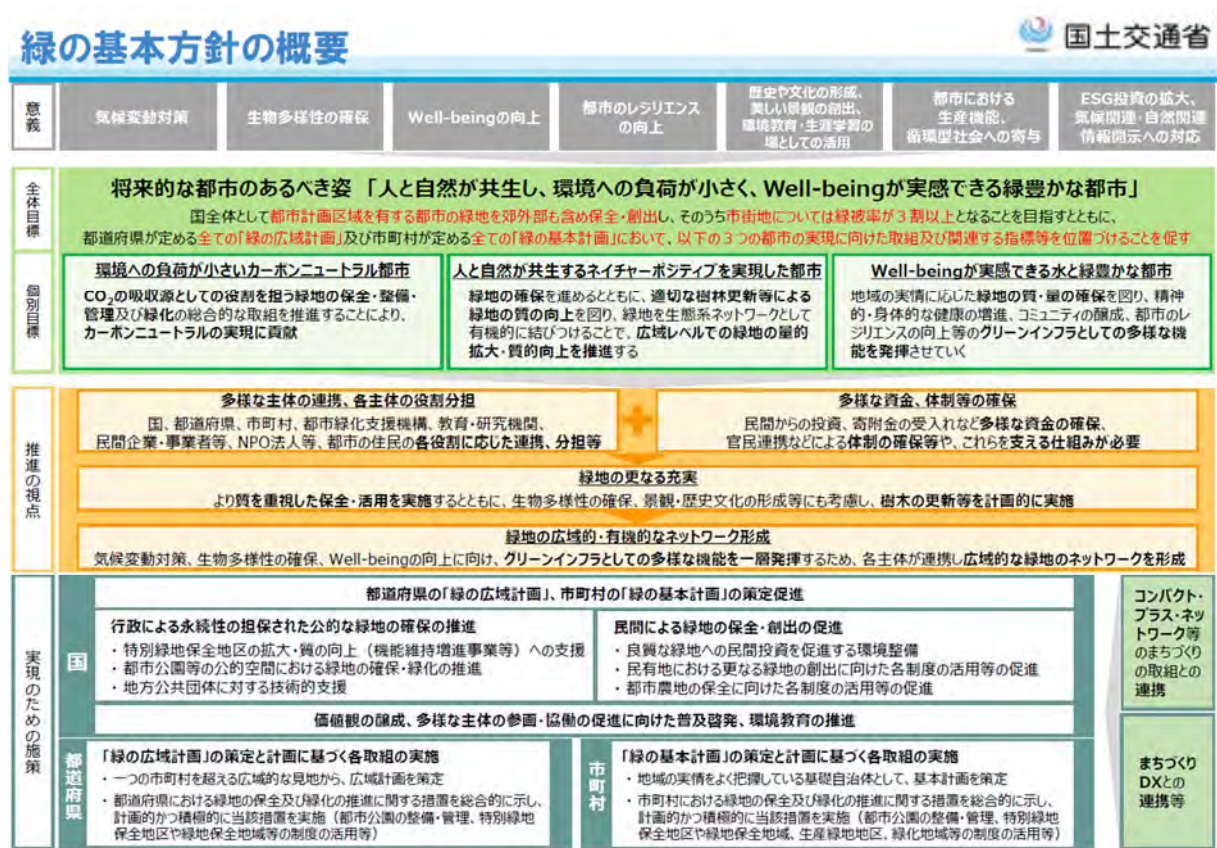 緑の基本方針の概要
国土交通省
意義
気候変動対策
生物多様性の確保
Well-beingの向上
都市のレジリエンス
の向上
歴史や文化の形成、
美しい景観の創出、
環境教育・生涯学習の
場としての活用
都市における
生産機能、
循環型社会への寄与
ESG投資の拡大、
気候関連・自然関連
情報開示への対応
全体目標
将来的な都市のあるべき姿 「人と自然が共生し、環境への負荷が小さく、Well-beingが実感できる緑豊かな都市」
国全体として都市計画区域を有する都市の緑地を郊外部も含め保全・創出し、そのうち市街地については緑被率が3割以上となることを目指すとともに、
都道府県が定める全ての「緑の広域計画」及び市町村が定める全ての「緑の基本計画」において、以下の3つの都市の実現に向けた取組及び関連する指標等を位置づけることを促す
個別目標
環境への負荷が小さいカーボンニュートラル都市
CO₂の吸収源としての役割を担う緑地の保全・整備・
管理及び緑化の総合的な取組を推進することにより、
カーボンニュートラルの実現に貢献
人と自然が共生するネイチャーポジティブを実現した都市
緑地の確保を進めるとともに、適切な樹林更新等による
緑地の質の向上を図り、緑地を生態系ネットワークとして
有機的に結びつけることで、広域レベルでの緑地の量的
拡大・質的向上を推進する
Well-beingが実感できる水と緑豊かな都市
地域の実情に応じた緑地の質・量の確保を図り、精神
的・身体的な健康の増進、コミュニティの醸成、都市のレ
ジリエンスの向上等のグリーンインフラとしての多様な機
能を発揮させていく
推進の視点
多様な主体の連携、各主体の役割分担
国、都道府県、市町村、都市緑化支援機構、教育・研究機関、
民間企業・事業者等、NPO法人等、都市の住民の各役割に応じた連携、分担等
多様な資金、体制等の確保
民間からの投資、寄附金の受入れなど多様な資金の確保、
官民連携などによる体制の確保等や、これらを支える仕組みが必要
緑地の更なる充実
より質を重視した保全・活用を実施するとともに、生物多様性の確保、景観・歴史文化の形成等にも考慮し、樹木の更新等を計画的に実施
緑地の広域的・有機的なネットワーク形成
気候変動対策、生物多様性の確保、Well-beingの向上に向け、グリーンインフラとしての多様な機能を一層発揮するため、各主体が連携し広域的な緑地のネットワークを形成
実現のための施策
国
都道府県の「緑の広域計画」、市町村の「緑の基本計画」の策定促進
行政による永続性の担保された公的な緑地の確保の推進
・特別緑地保全地区の拡大・質の向上（機能維持増進事業等）への支援
・都市公園等の公的空間における緑地の確保・緑化の推進
・地方公共団体に対する技術的支援
民間による緑地の保全・創出の促進
・良質な緑地への民間投資を促進する環境整備
・民有地における更なる緑地の創出に向けた各制度の活用等の促進
・都市農地の保全に向けた各制度の活用等の促進
価値観の醸成、多様な主体の参画・協働の促進に向けた普及啓発、環境教育の推進
都道府県
「緑の広域計画」の策定と計画に基づく各取組の実施
・一つの市町村を超える広域的な見地から、広域計画を策定
・都道府県における緑地の保全及び緑化の推進に関する措置を総合的に示し、
計画的かつ積極的に当該措置を実施（都市公園の整備・管理、特別緑地
保全地区や緑地保全地域等の制度の活用等）
市町村
「緑の基本計画」の策定と計画に基づく各取組の実施
・地域の実情をよく把握している基礎自治体として、基本計画を策定
・市町村における緑地の保全及び緑化の推進に関する措置を総合的に示し、
計画的かつ積極的に当該措置を実施（都市公園の整備・管理、特別緑地
保全地区や緑地保全地域、生産緑地地区、緑化地域等の制度の活用等）
コンパクト・
プラス・ネッ
トワーク等
のまちづくり
の取組との
連携
まちづくり
DXとの
連携等